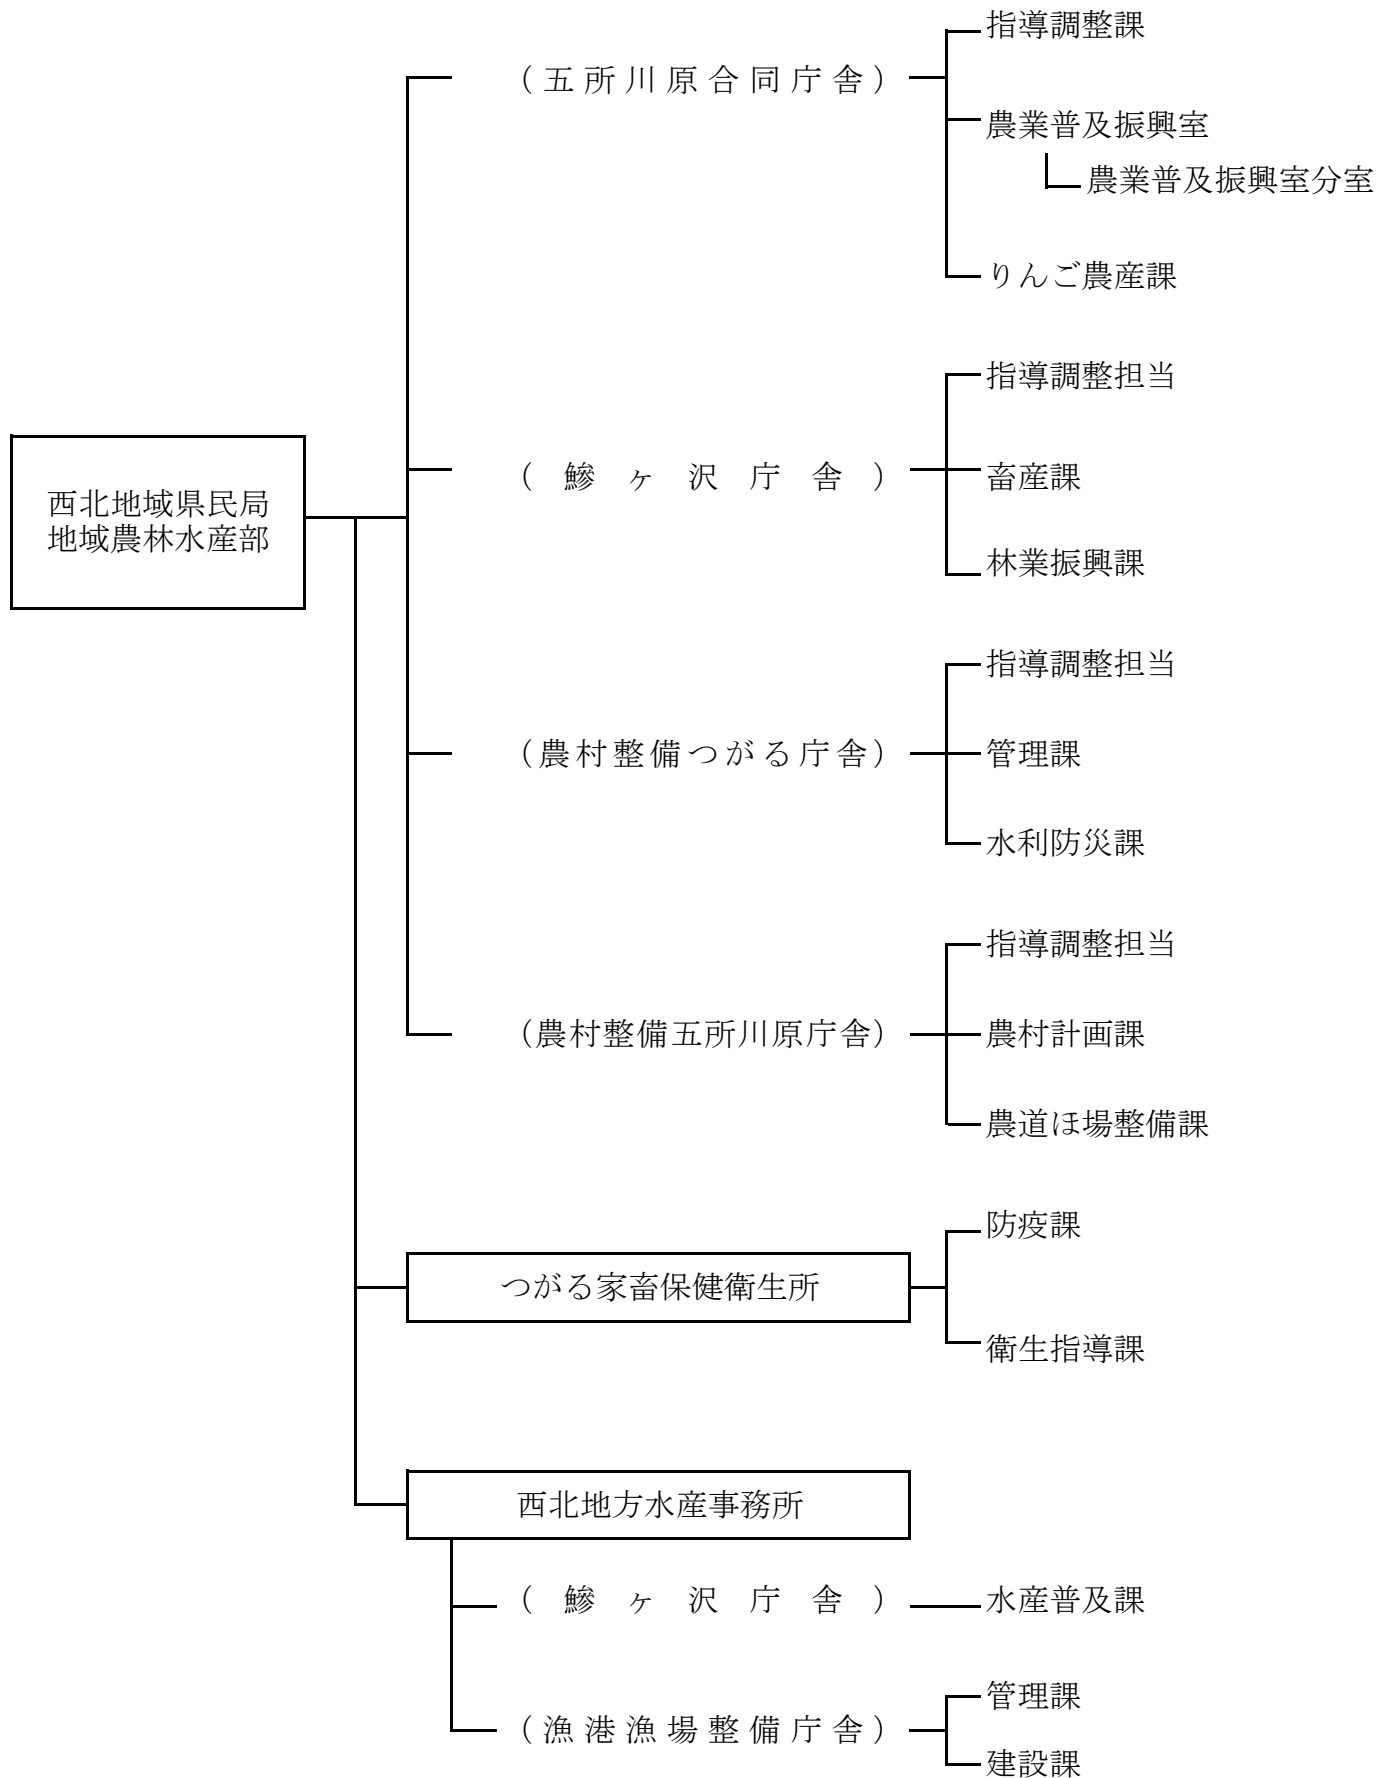 指導調整課
（五所川原合同庁舎）
農業普及振興室
農業普及振興室分室
りんご農産課
指導調整担当
（鰺ヶ沢庁舎）
畜産課
林業振興課
西北地域県民局
地域農林水産部
指導調整担当
（農村整備つがる庁舎）
管理課
水利防災課
指導調整担当
（農村整備五所川原庁舎）
農村計画課
農道ほ場整備課
防疫課
つがる家畜保健衛生所
衛生指導課
西北地方水産事務所
（鰺ヶ沢庁舎）
水産普及課
管理課
（漁港漁場整備庁舎）
建設課